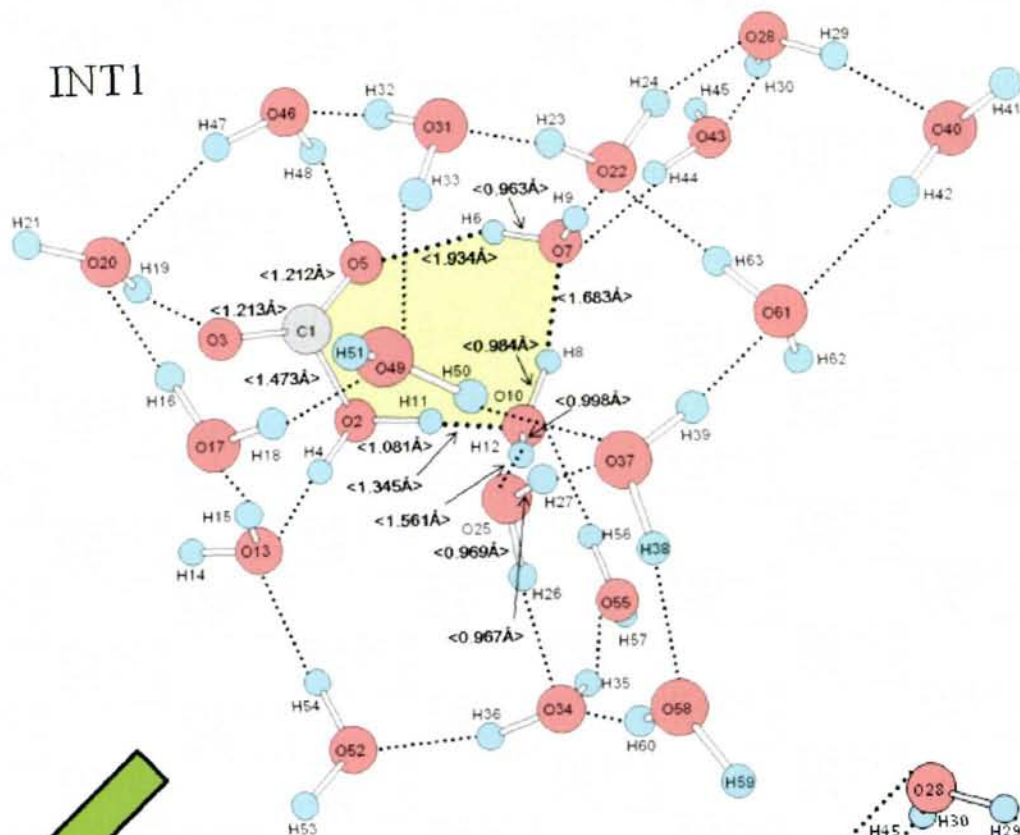 INT1
O28
H29
H24
H45
H30
H41
H32
O46
O31
H23
O43
O40
H47
H48
O22
H44
H33
<0.963Å>
H9
H42
H21
H6
O7
O20
H19
O5
<1.934Å>
H63
<1.212Å>
<1.683Å>
<1.213Å>
O61
O3
C1
<0.984Å>
H8
H62
H51
O49
H50
<1.473Å>
O10
H16
H11
<0.998Å>
O2
H39
O17
H18
H12
<1.081Å>
O37
H4
<1.345Å>
H27
H15
<1.561Å>
H56
O13
O25
H38
<0.969Å>
H14
H26
O55
<0.967Å>
H57
H54
H35
H36
O34
O58
H60
O52
H59
H53
O28
H45
H30
H29